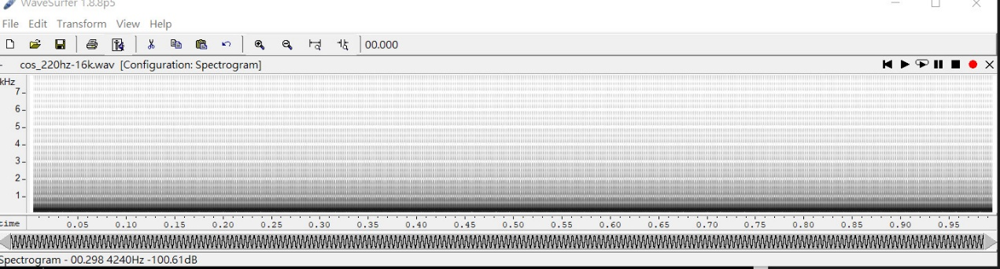 WaveSurfer 1.8.8p5
File Edit Transform View Help
00.000
cos_220hz-16k.wav [Configuration: Spectrogram]
kHz
7
6
5
4
3
2
1
time 0.05 0.10 0.15 0.20 0.25 0.30 0.35 0.40 0.45 0.50 0.55 0.60 0.65 0.70 0.75 0.80 0.85 0.90 0.95
Spectrogram - 00.298 4240Hz -100.61dB